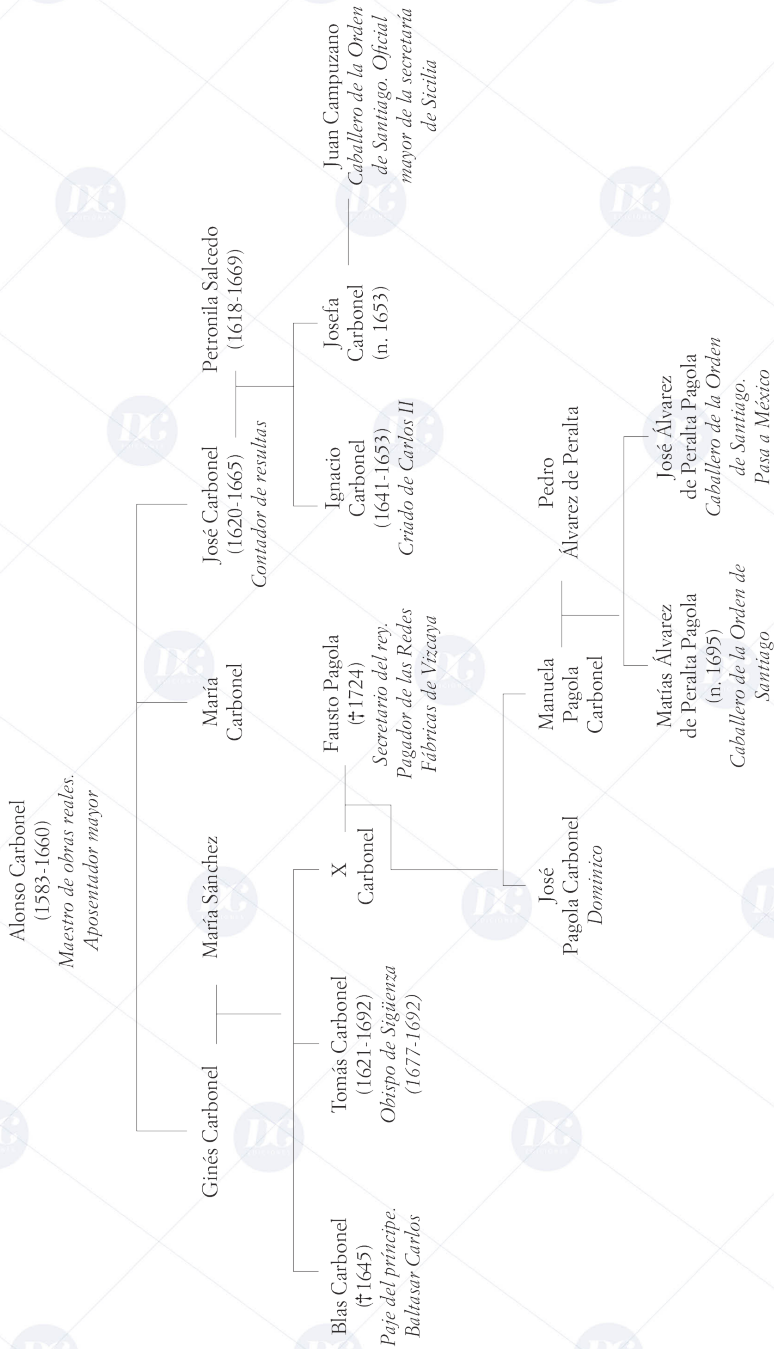 Alonso Carbonel
(1583-1660)
Maestro de obras reales.
Aposentador mayor
Ginés Carbonel
María Sánchez
María
Carbonel
José Carbonel
(1620-1665)
Contador de resultas
Petronila Salcedo
(1618-1669)
Blas Carbonel
(†1645)
Paje del príncipe.
Baltasar Carlos
Tomás Carbonel
(1621-1692)
Obispo de Sigüenza
(1677-1692)
X
Carbonel
Fausto Pagola
(†1724)
Secretario del rey.
Pagador de las Redes
Fábricas de Vizcaya
Ignacio
Carbonel
(1641-1653)
Criado de Carlos II
Josefa
Carbonel
(n. 1653)
Juan Campuzano
Caballero de la Orden
de Santiago. Oficial
mayor de la secretaría
de Sicilia
José
Pagola Carbonel
Dominico
Manuela
Pagola
Carbonel
Pedro
Álvarez de Peralta
Matías Álvarez
de Peralta Pagola
(n. 1695)
Caballero de la Orden de
Santiago
José Álvarez
de Peralta Pagola
Caballero de la Orden
de Santiago.
Pasa a México